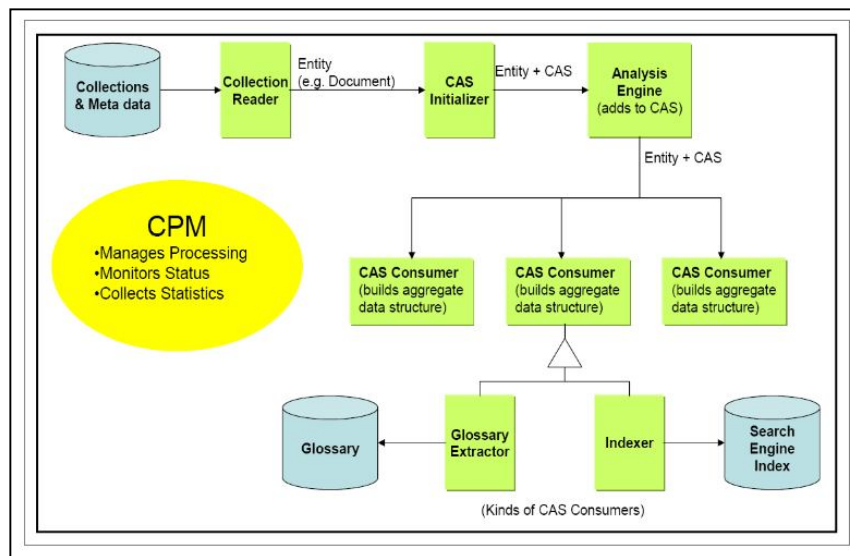 Collections
& Meta data
Collection
Reader
Entity
(e.g. Document)
CAS
Initializer
Entity + CAS
Analysis
Engine
(adds to CAS)
Entity + CAS
CPM
•Manages Processing
•Monitors Status
•Collects Statistics
CAS Consumer
(builds aggregate
data structure)
CAS Consumer
(builds aggregate
data structure)
CAS Consumer
(builds aggregate
data structure)
Glossary
Glossary
Extractor
Indexer
Search
Engine
Index
(Kinds of CAS Consumers)